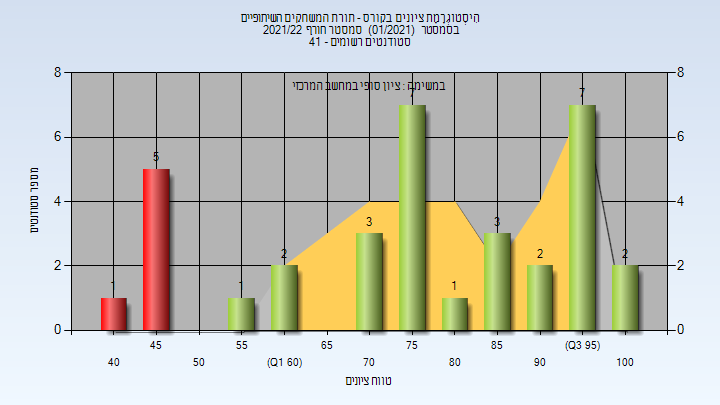 היסטוגרמת ציונים בקורס - תורת המשחקים השיתופיים
בסמסטר (01/2021) סמסטר חורף 2021/22
סטודנטים רשומים - 41
במשימה : ציון סופי במחשב המרכזי
8 8
6 6
4 4
2 2
0 0
מספר סטודנטים
1 5 1 2 3 7 1 3 2 7 2
45 55 65 75 85 (Q3 95)
40 50 (Q1 60) 70 80 90 100
טווח ציונים